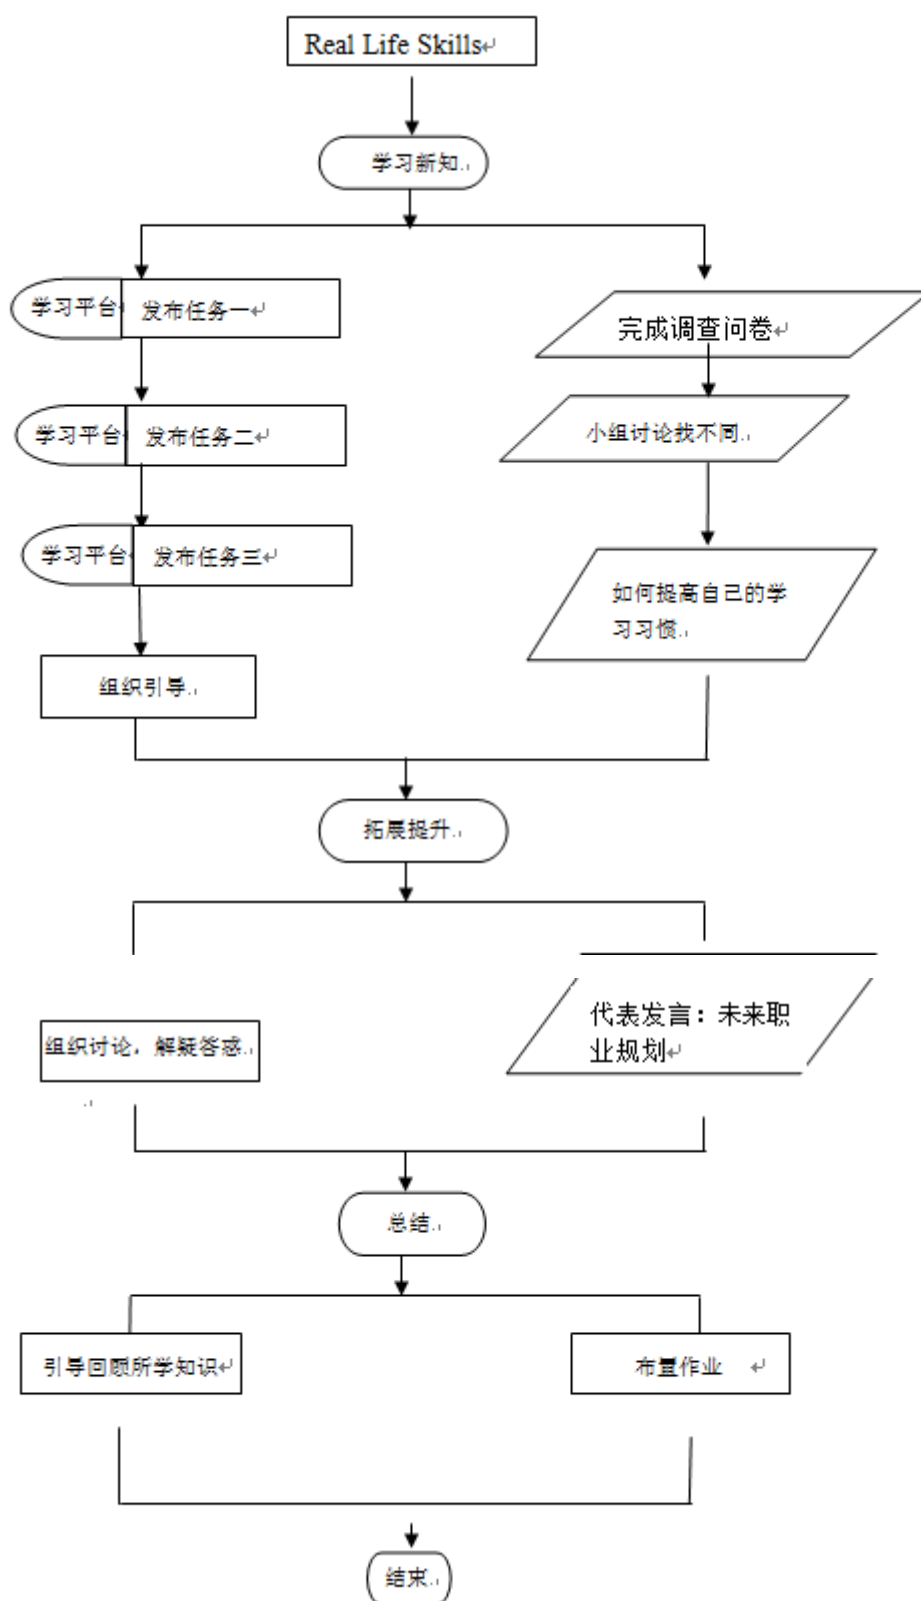 Real Life Skills
学习新知
学习平台 发布任务一
完成调查问卷
学习平台 发布任务二
小组讨论找不同
学习平台 发布任务三
如何提高自己的学
习习惯
组织引导
拓展提升
代表发言：未来职
业规划
组织讨论，解疑答惑
总结
引导回顾所学知识
布置作业
结束